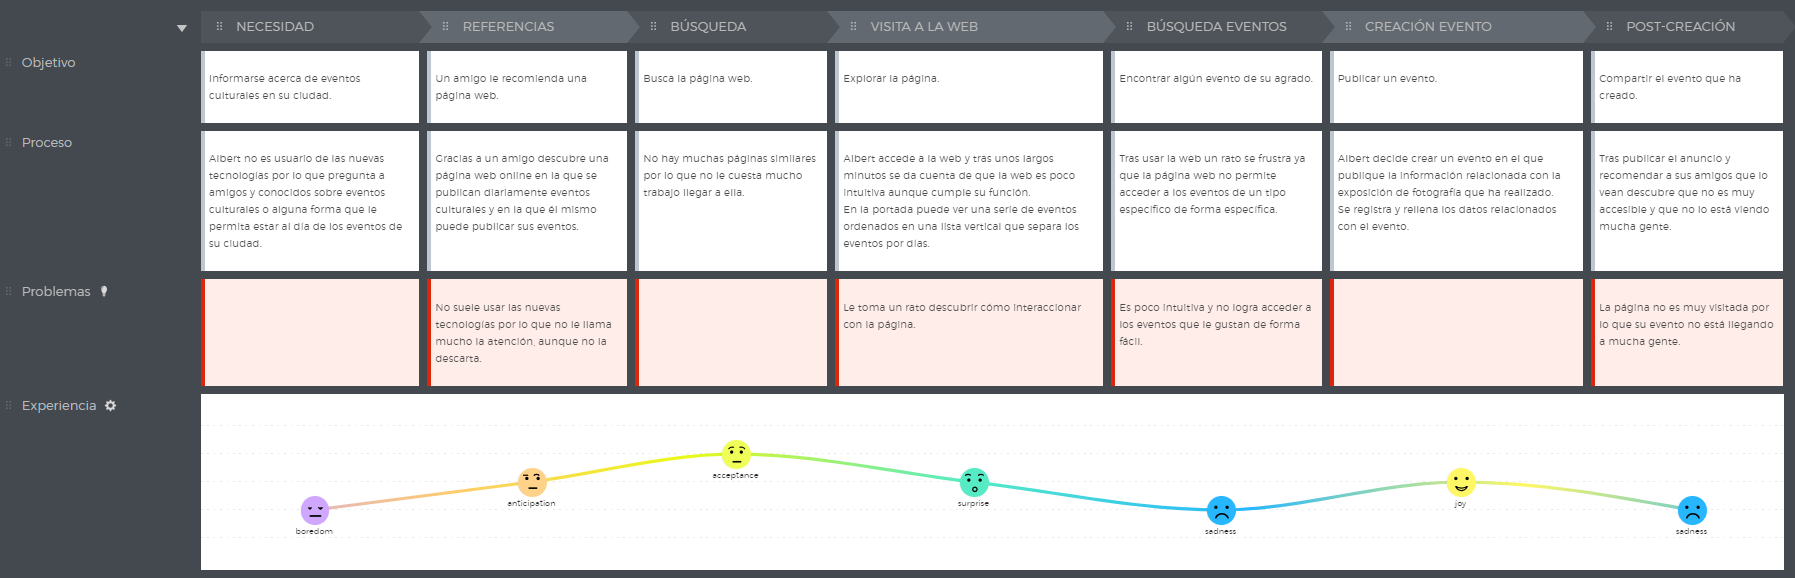 NECESIDAD
REFERENCIAS
BÚSQUEDA
VISITA A LA WEB
BÚSQUEDA EVENTOS
CREACIÓN EVENTO
POST-CREACIÓN
Objetivo
Informarse acerca de eventos
culturales en su ciudad.
Un amigo le recomienda una
página web.
Busca la página web.
Explorar la página.
Encontrar algún evento de su agrado.
Publicar un evento.
Compartir el evento que ha
creado.
Proceso
Albert no es usuario de las nuevas
tecnologías por lo que pregunta a
amigos y conocidos sobre eventos
culturales o alguna forma que le
permita estar al día de los eventos de
su ciudad.
Gracias a un amigo descubre una
página web online en la que se
publican diariamente eventos
culturales y en la que él mismo
puede publicar sus eventos.
No hay muchas páginas similares
por lo que no le cuesta mucho
trabajo llegar a ella.
Albert accede a la web y tras unos largos
minutos se da cuenta de que la web es poco
intuitiva aunque cumple su función.
En la portada puede ver una serie de eventos
ordenados en una lista vertical que separa los
eventos por días.
Tras usar la web un rato se frustra ya
que la página web no permite
acceder a los eventos de un tipo
específico de forma específica.
Albert decide crear un evento en el que
publique la información relacionada con la
exposición de fotografía que ha realizado.
Se registra y rellena los datos relacionados
con el evento.
Tras publicar el anuncio y
recomendar a sus amigos que lo
vean descubre que no es muy
accesible y que no lo está viendo
mucha gente.
Problemas
No suele usar las nuevas
tecnologías por lo que no le llama
mucho la atención, aunque no la
descarta.
Le toma un rato descubrir cómo interaccionar
con la página.
Es poco intuitiva y no logra acceder a
los eventos que le gustan de forma
fácil.
La página no es muy visitada por
lo que su evento no está llegando
a mucha gente.
Experiencia
boredom
anticipation
acceptance
surprise
sadness
joy
sadness